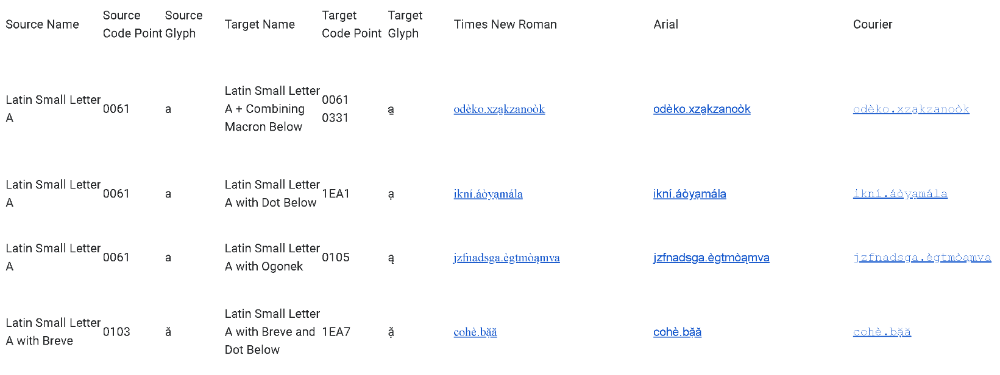 Source Name Source Code Point Source Glyph Target Name Target Code Point Target Glyph Times New Roman Arial Courier
Latin Small Letter A 0061 a Latin Small Letter A + Combining Macron Below 0061 0331 a̱ odèko.xza̱kzanoòk odèko.xza̱kzanoòk odèko.xza̱kzanoòk
Latin Small Letter A 0061 a Latin Small Letter A with Dot Below 1EA1 ạ ikní.áòyạmála ikní.áòyạmála ikní.áòyạmála
Latin Small Letter A 0061 a Latin Small Letter A with Ogonek 0105 ą jzfnadsga.ègtmòąmva jzfnadsga.ègtmòąmva jzfnadsga.ègtmòąmva
Latin Small Letter A with Breve 0103 ă Latin Small Letter A with Breve and Dot Below 1EA7 ặ cohè.bặă cohè.bặă cohè.bặă